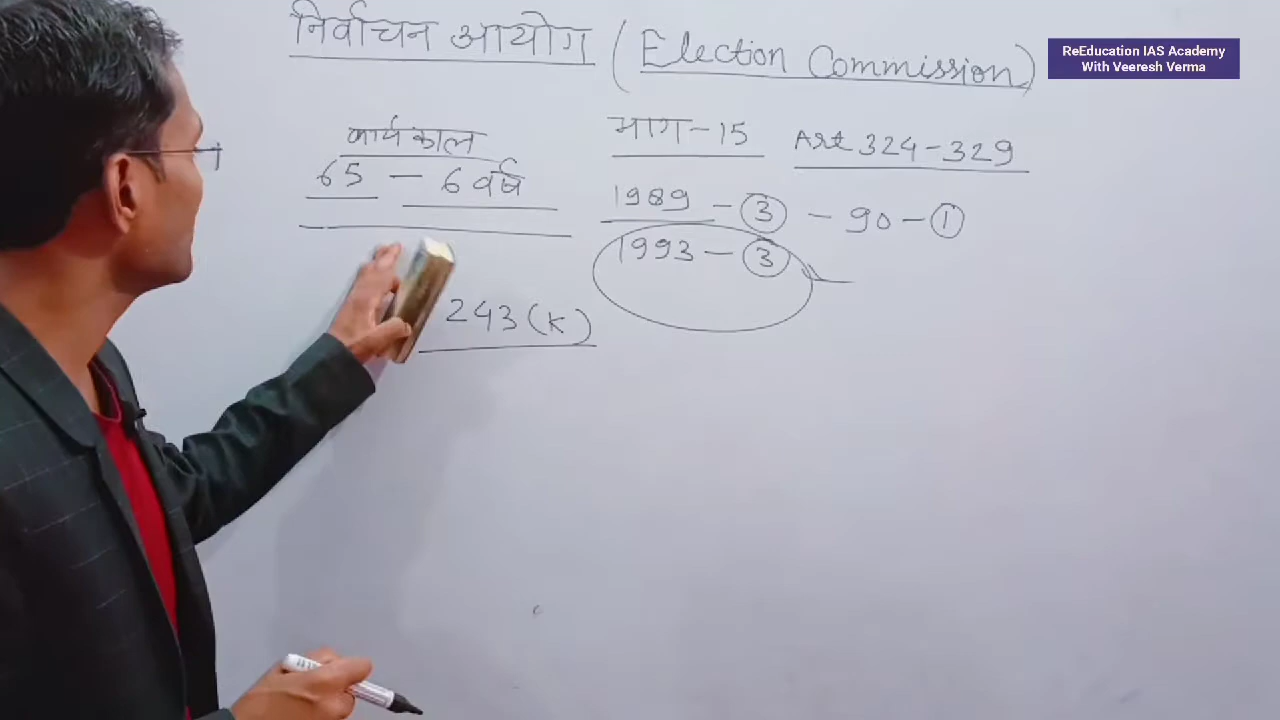 निर्वाचन आयोग (Election Commission)
ReEducation IAS Academy
With Veeresh Verma
कार्यकाल
65 - 6 वर्ष
भाग-15 Art 324-329
1989 - 3 - 90 - 1
1993 - 3
243(K)